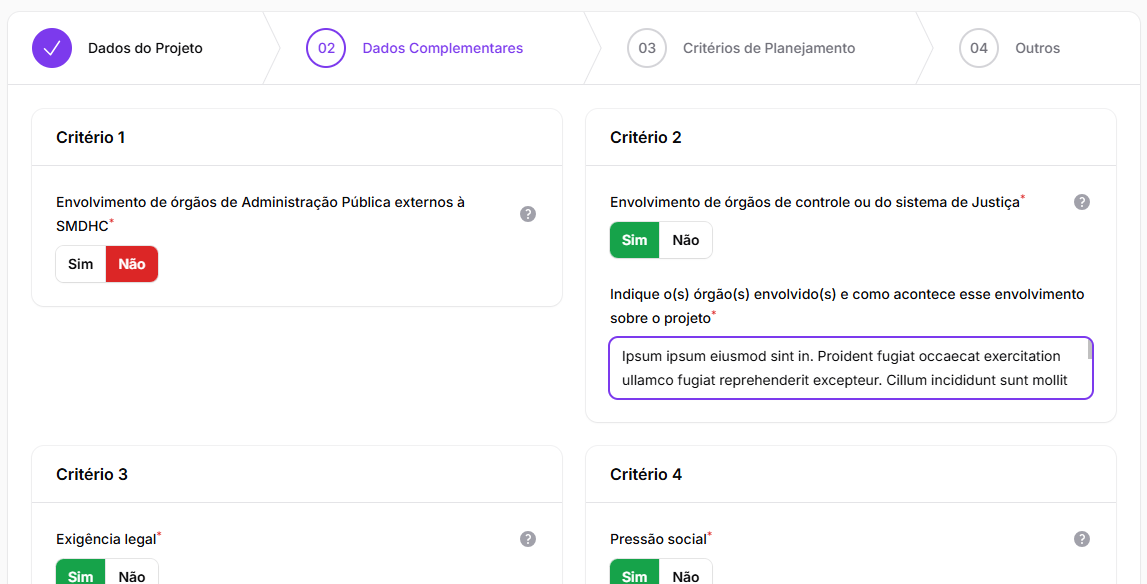 Dados do Projeto
02
Dados Complementares
03
Critérios de Planejamento
04
Outros
Critério 1
Envolvimento de órgãos de Administração Pública externos à
SMDHC*
?
Sim
Não
Critério 2
Envolvimento de órgãos de controle ou do sistema de Justiça*
?
Sim
Não
Indique o(s) órgão(s) envolvido(s) e como acontece esse envolvimento
sobre o projeto*
Ipsum ipsum eiusmod sint in. Proident fugiat occaecat exercitation
ullamco fugiat reprehenderit excepteur. Cillum incididunt sunt mollit
Critério 3
Exigência legal*
?
Sim
Não
Critério 4
Pressão social*
?
Sim
Não